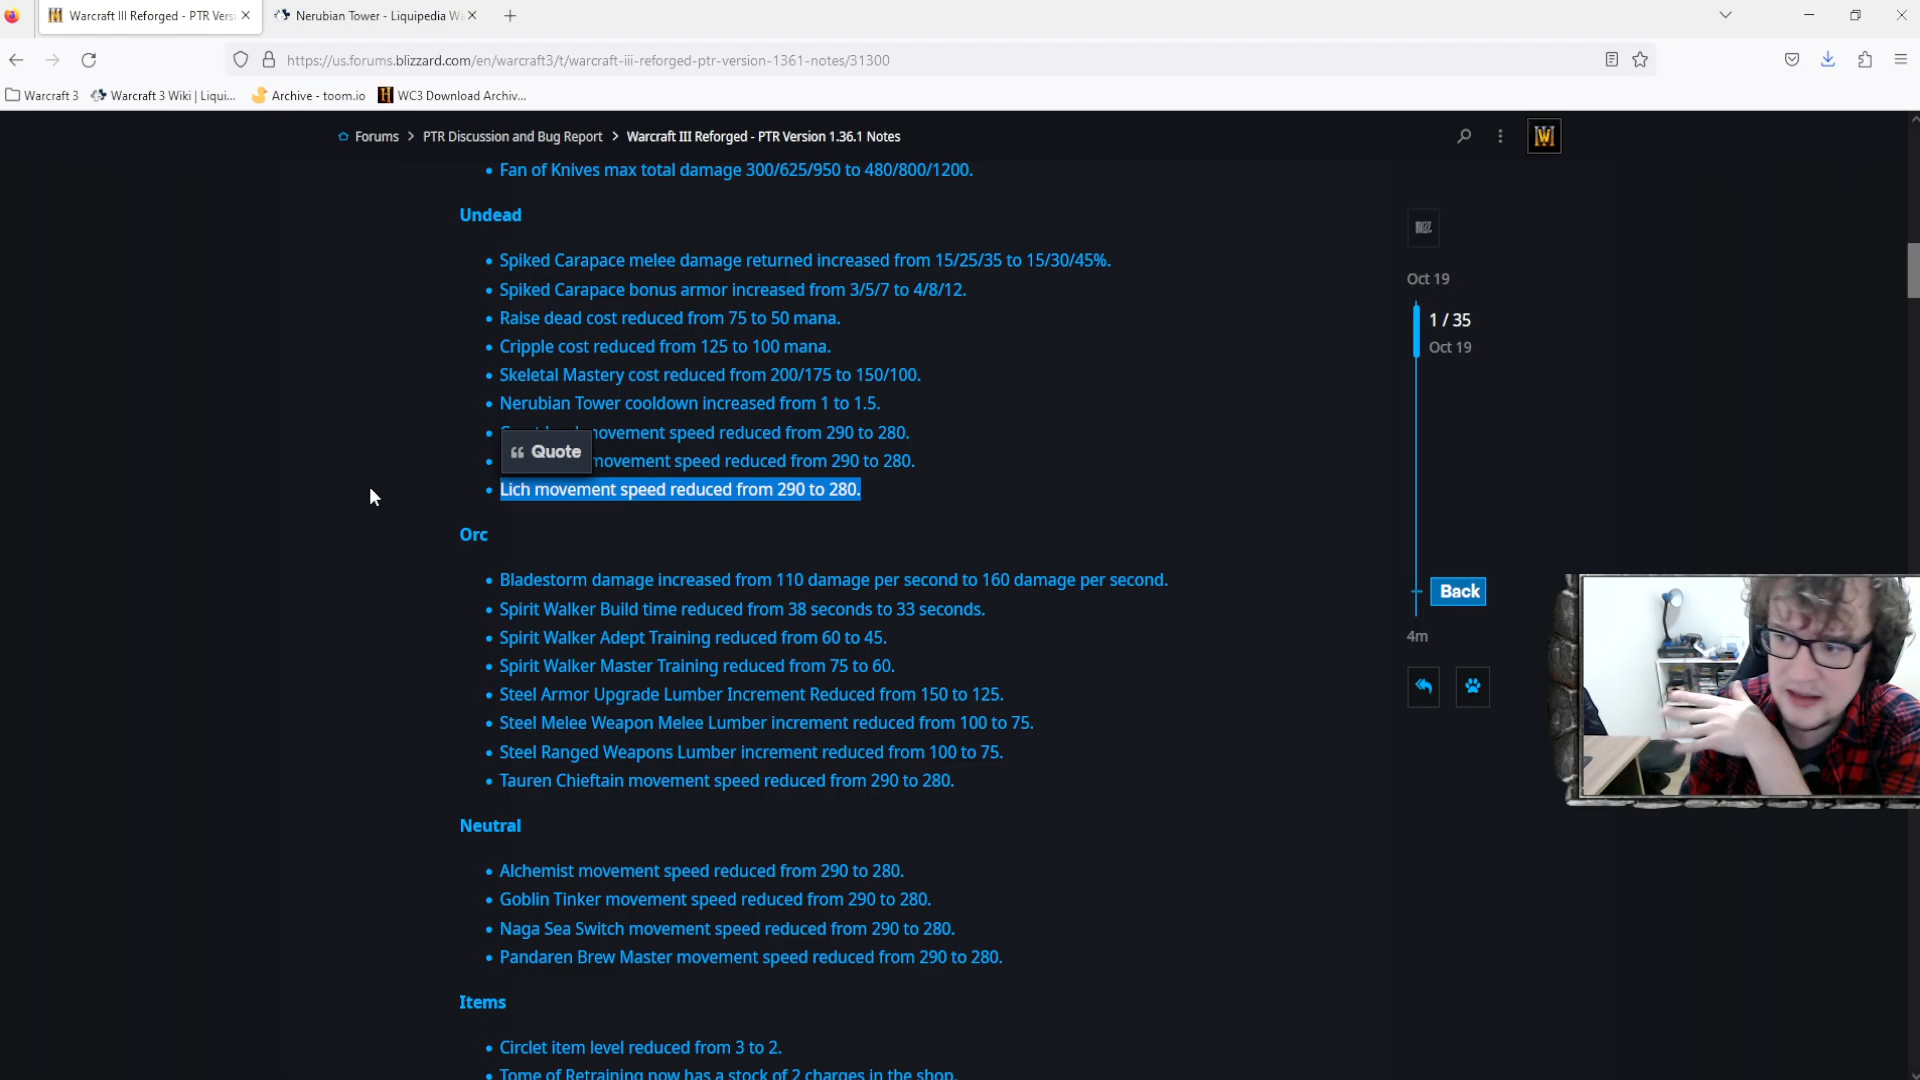 Warcraft III Reforged - PTR Versi
Nerubian Tower - Liquipedia Wa
https://us.forums.blizzard.com/en/warcraft3/t/warcraft-iii-reforged-ptr-version-1361-notes/31300
Warcraft 3
Warcraft 3 Wiki | Liqui...
Archive - toom.io
WC3 Download Archiv...
Forums > PTR Discussion and Bug Report > Warcraft III Reforged - PTR Version 1.36.1 Notes
• Fan of Knives max total damage 300/625/950 to 480/800/1200.
Undead
• Spiked Carapace melee damage returned increased from 15/25/35 to 15/30/45%.
• Spiked Carapace bonus armor increased from 3/5/7 to 4/8/12.
• Raise dead cost reduced from 75 to 50 mana.
• Cripple cost reduced from 125 to 100 mana.
• Skeletal Mastery cost reduced from 200/175 to 150/100.
• Nerubian Tower cooldown increased from 1 to 1.5.
• movement speed reduced from 290 to 280.
Quote
• movement speed reduced from 290 to 280.
• Lich movement speed reduced from 290 to 280.
Orc
• Bladestorm damage increased from 110 damage per second to 160 damage per second.
• Spirit Walker Build time reduced from 38 seconds to 33 seconds.
• Spirit Walker Adept Training reduced from 60 to 45.
• Spirit Walker Master Training reduced from 75 to 60.
• Steel Armor Upgrade Lumber Increment Reduced from 150 to 125.
• Steel Melee Weapon Melee Lumber increment reduced from 100 to 75.
• Steel Ranged Weapons Lumber increment reduced from 100 to 75.
• Tauren Chieftain movement speed reduced from 290 to 280.
Neutral
• Alchemist movement speed reduced from 290 to 280.
• Goblin Tinker movement speed reduced from 290 to 280.
• Naga Sea Switch movement speed reduced from 290 to 280.
• Pandaren Brew Master movement speed reduced from 290 to 280.
Items
• Circlet item level reduced from 3 to 2.
• Tome of Retraining now has a stock of 2 charges in the shop.
Oct 19
1 / 35
Oct 19
Back
4m